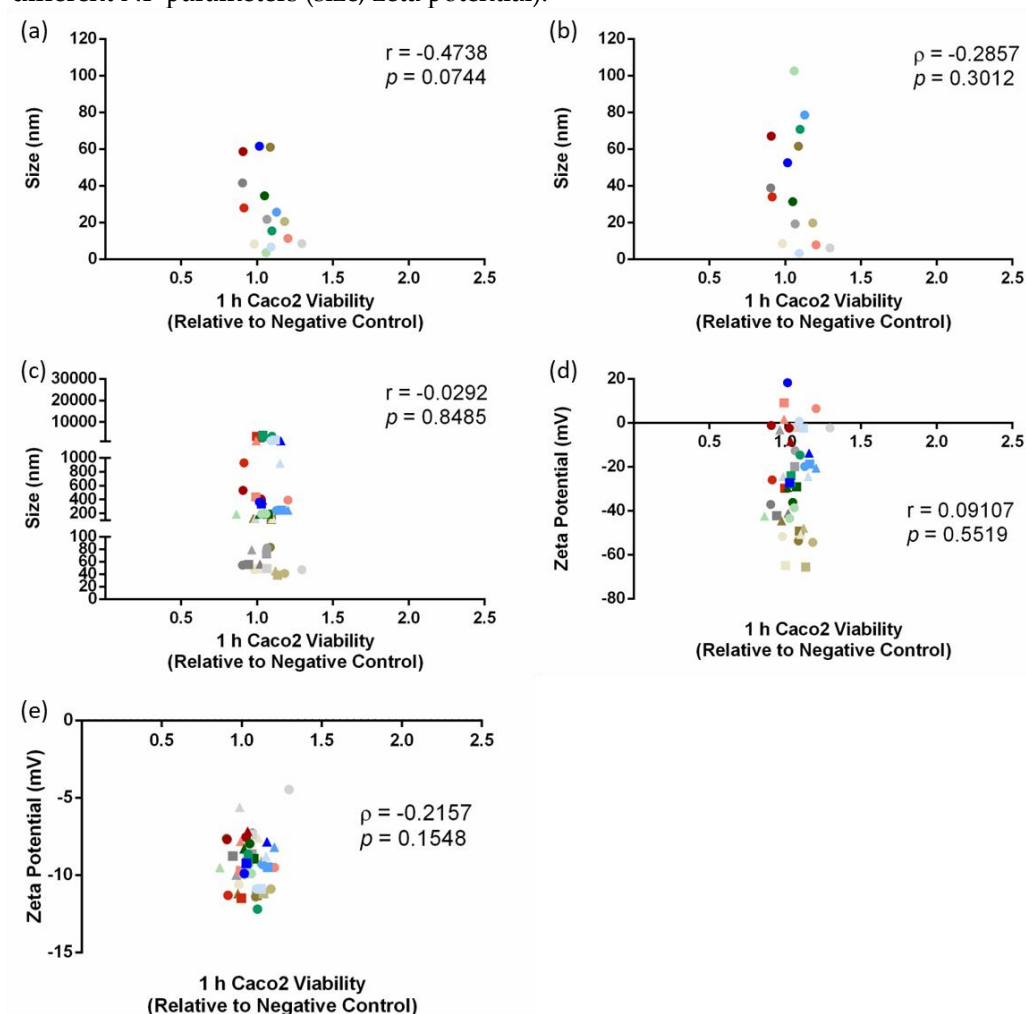 different NP parameters (size, zeta potential).
(a)
120
100
80
60
40
20
0
Size (nm)
r = -0.4738
p = 0.0744
0.5 1.0 1.5 2.0 2.5
1 h Caco2 Viability
(Relative to Negative Control)
(b)
120
100
80
60
40
20
0
Size (nm)
ρ = -0.2857
p = 0.3012
0.5 1.0 1.5 2.0 2.5
1 h Caco2 Viability
(Relative to Negative Control)
(c)
30000
20000
10000
1000
800
600
400
200
100
80
60
40
20
0
Size (nm)
r = -0.0292
p = 0.8485
0.5 1.0 1.5 2.0 2.5
1 h Caco2 Viability
(Relative to Negative Control)
(d)
20
0
-20
-40
-60
-80
Zeta Potential (mV)
0.5 1.0 1.5 2.0 2.5
r = 0.09107
p = 0.5519
1 h Caco2 Viability
(Relative to Negative Control)
(e)
0
-5
-10
-15
Zeta Potential (mV)
0.5 1.0 1.5 2.0 2.5
ρ = -0.2157
p = 0.1548
1 h Caco2 Viability
(Relative to Negative Control)